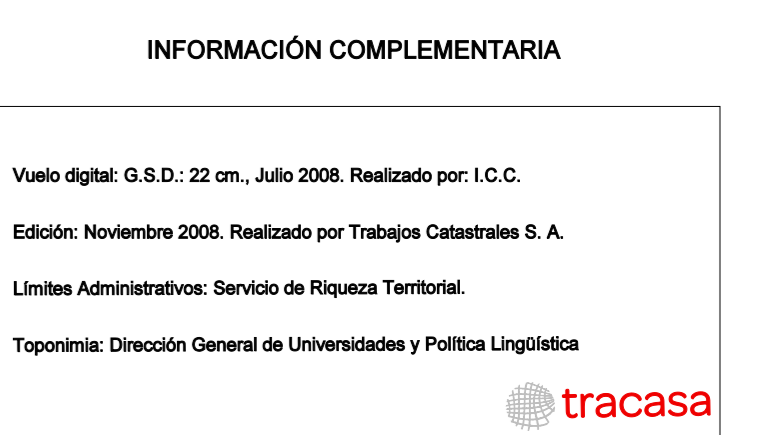 INFORMACIÓN COMPLEMENTARIA
Vuelo digital: G.S.D.: 22 cm., Julio 2008. Realizado por: I.C.C.
Edición: Noviembre 2008. Realizado por Trabajos Catastrales S. A.
Límites Administrativos: Servicio de Riqueza Territorial.
Toponimia: Dirección General de Universidades y Política Lingüística
tracasa